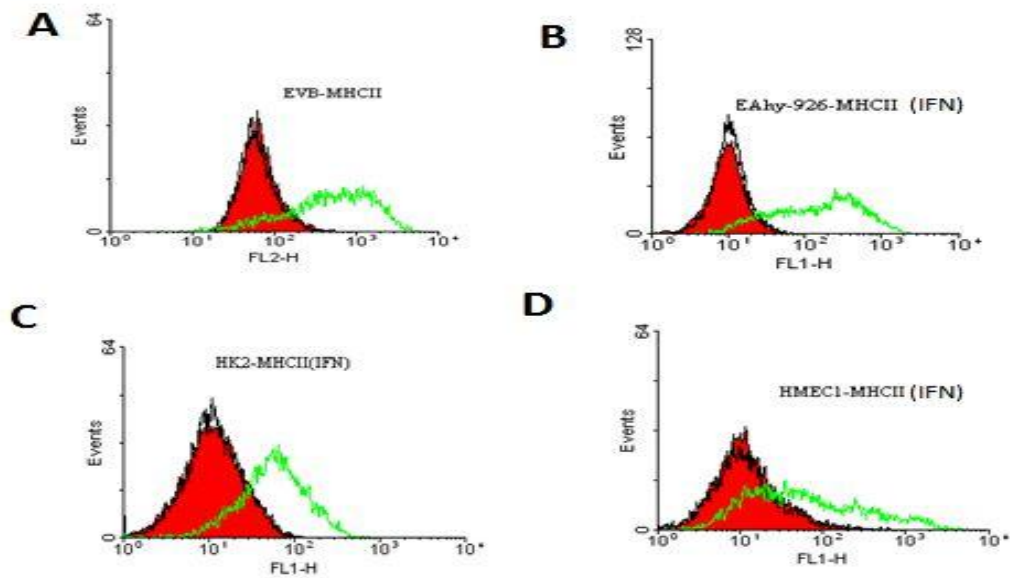 A
64
EVB-MHCII
Events
0
10⁰ 10¹ 10² 10³ 10⁴
FL2-H
B
128
EAhy-926-MHCII (IFN)
Events
0
10⁰ 10¹ 10² 10³ 10⁴
FL1-H
C
64
HK2-MHCII(IFN)
Events
0
10⁰ 10¹ 10² 10³ 10⁴
FL1-H
D
64
HMEC1-MHCII (IFN)
Events
0
10⁰ 10¹ 10² 10³ 10⁴
FL1-H